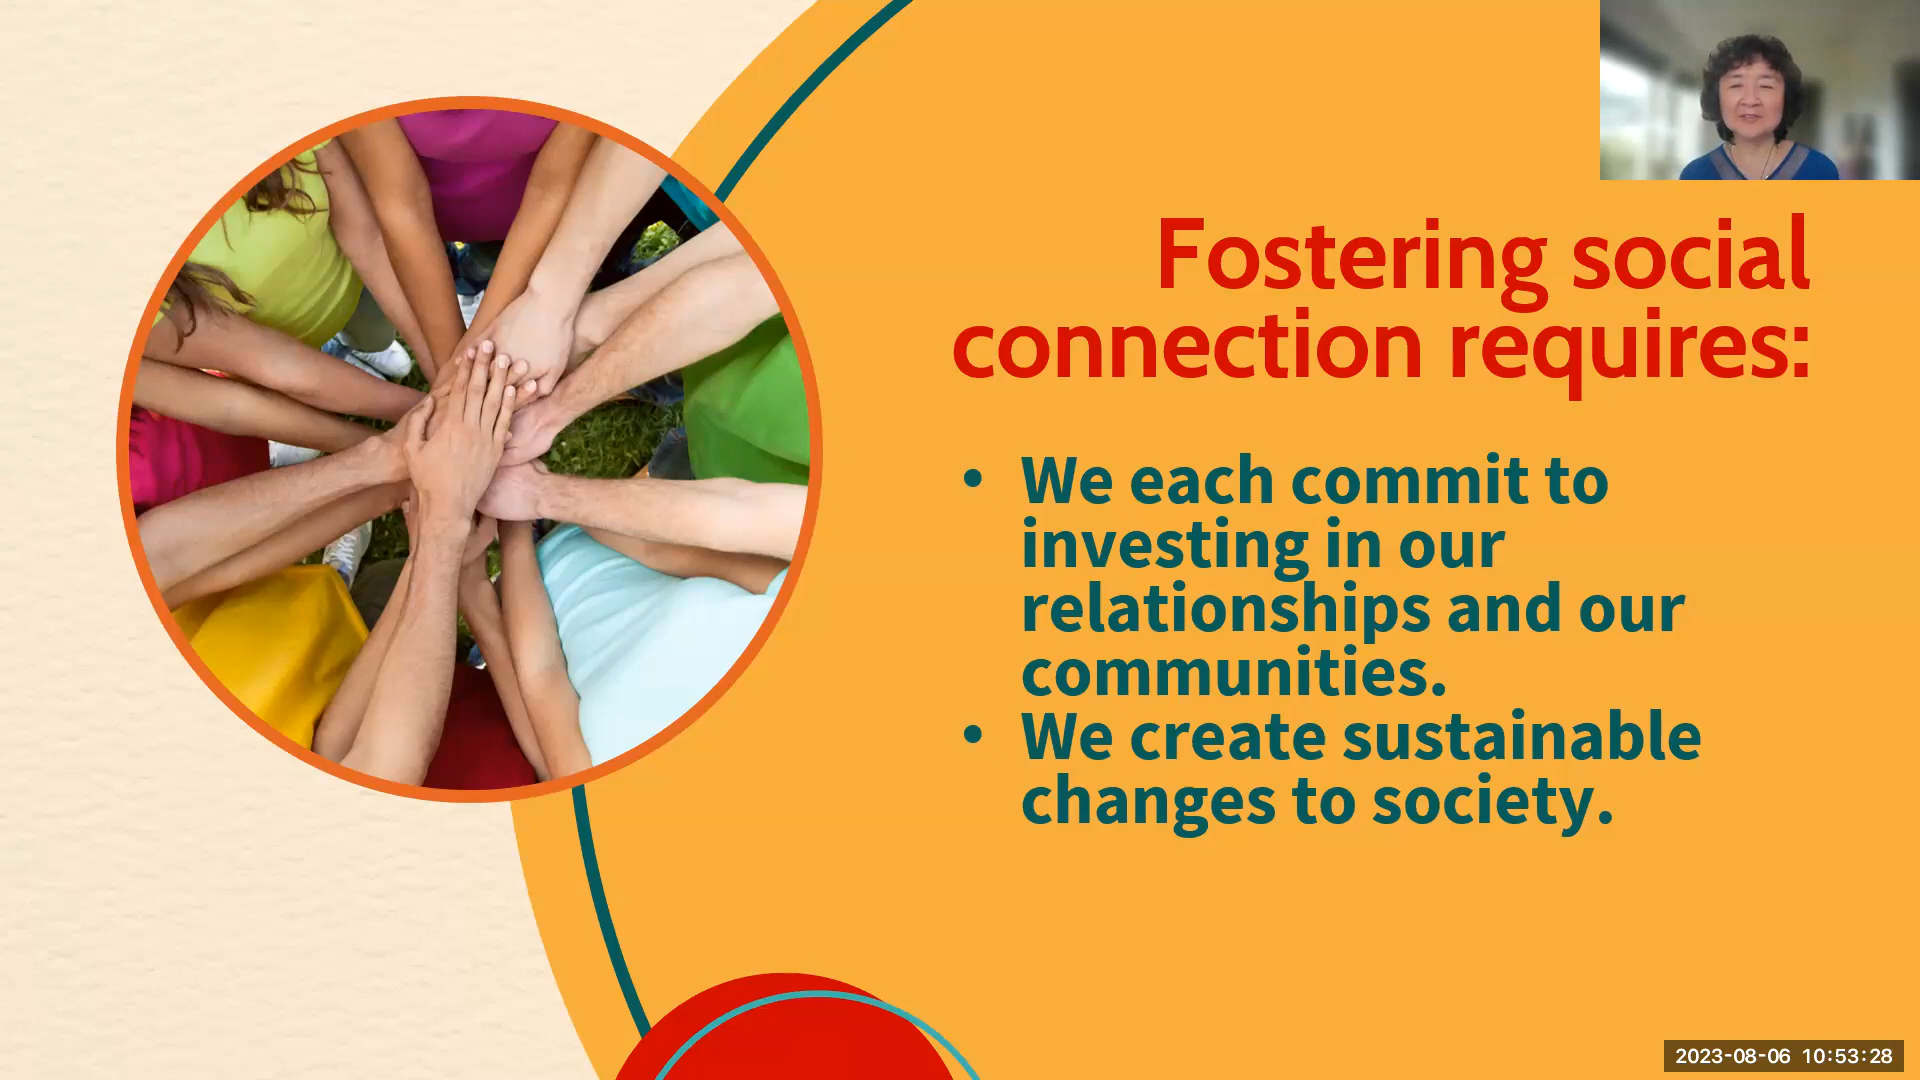 Fostering social
connection requires:
• We each commit to
investing in our
relationships and our
communities.
• We create sustainable
changes to society.
2023-08-06 10:53:28